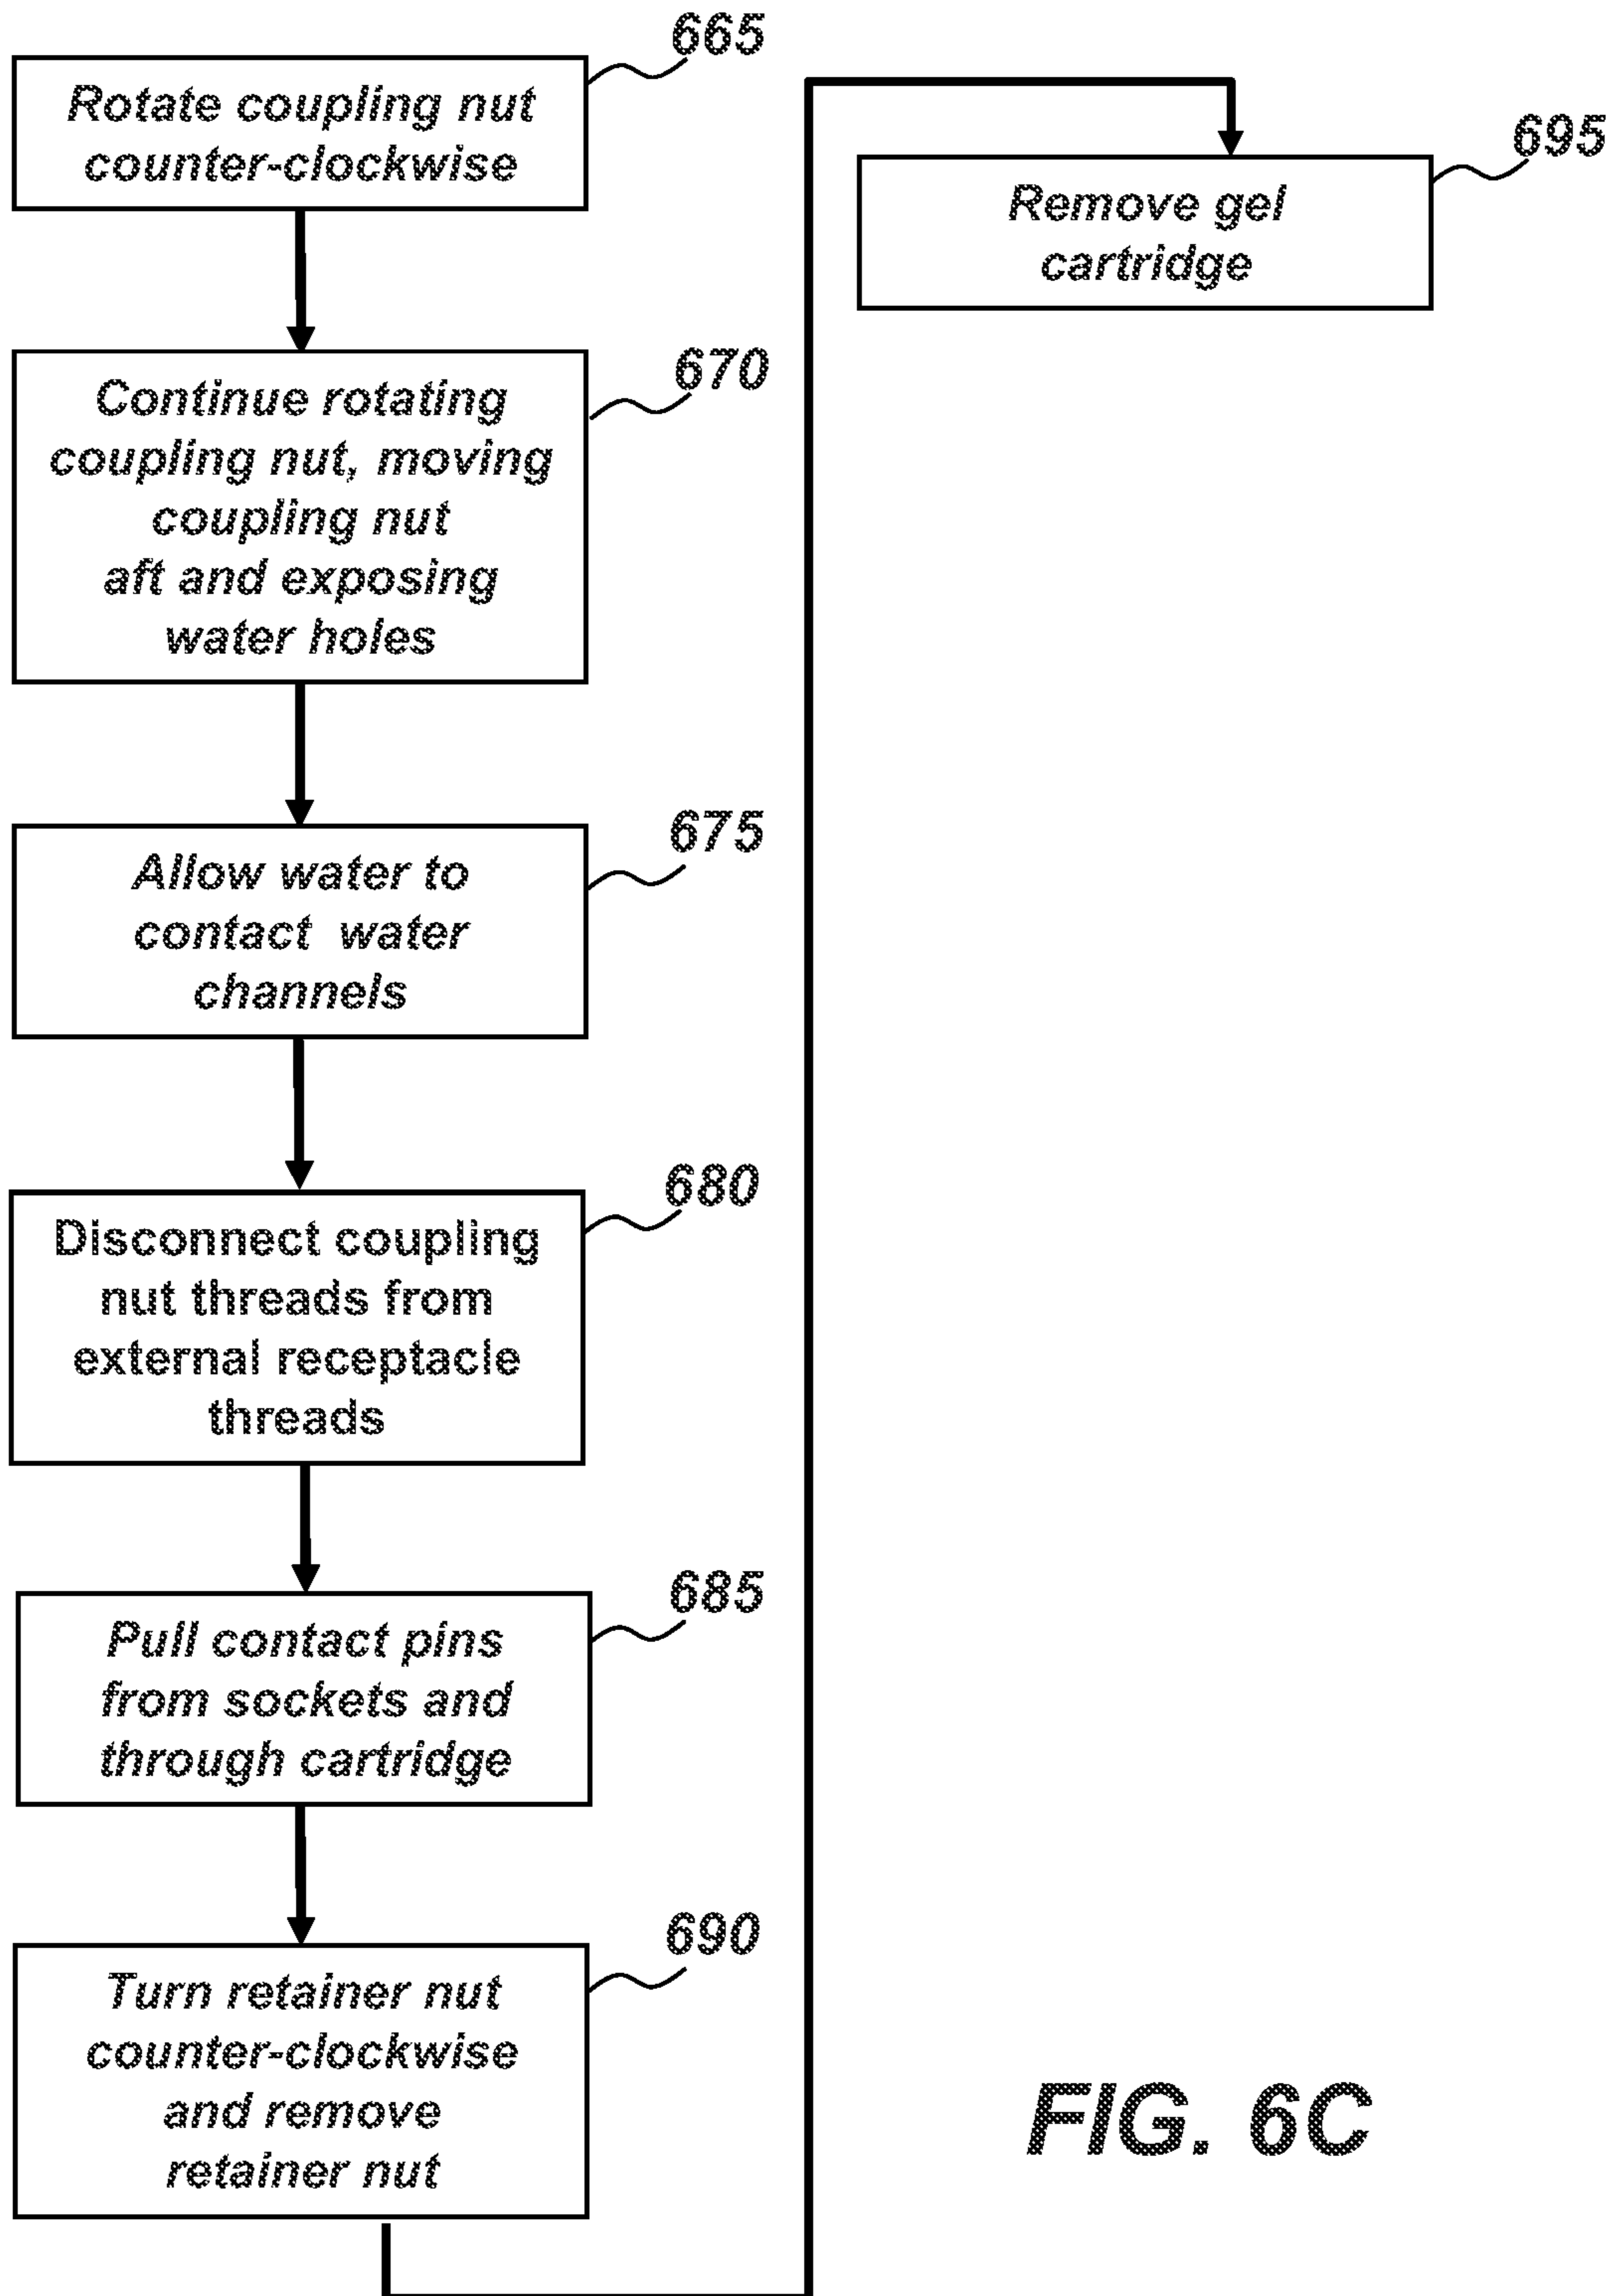 665
Rotate coupling nut
counter-clockwise
670
Continue rotating
coupling nut, moving
coupling nut
aft and exposing
water holes
675
Allow water to
contact water
channels
680
Disconnect coupling
nut threads from
external receptacle
threads
685
Pull contact pins
from sockets and
through cartridge
690
Turn retainer nut
counter-clockwise
and remove
retainer nut
695
Remove gel
cartridge
FIG. 6C